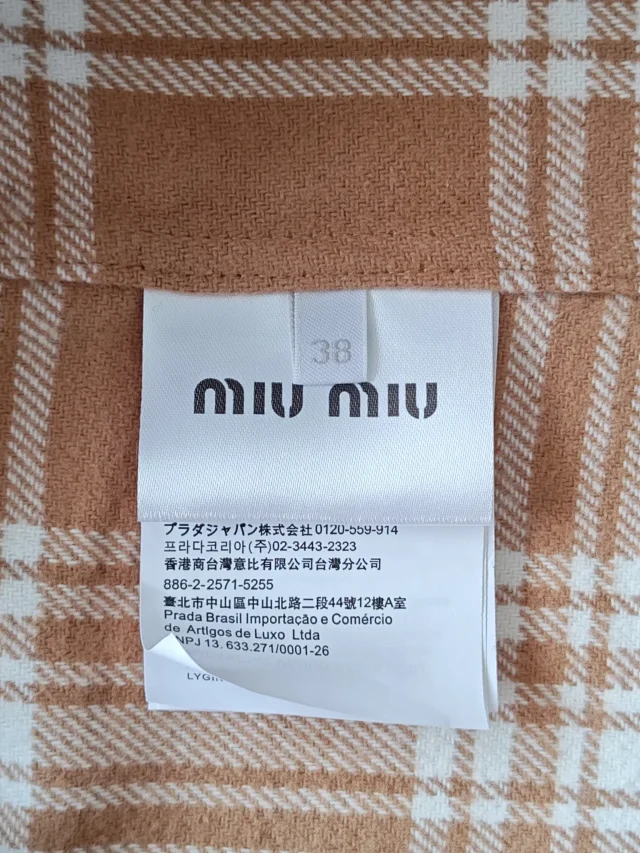 38
miu miu
プラダジャパン株式会社 0120-559-914
프라다코리아(주)02-3443-2323
香港商台灣意比有限公司台灣分公司
886-2-2571-5255
臺北市中山區中山北路二段44號12樓A室
Prada Brasil Importacão e Comércio
de Artlgos de Luxo Ltda
NPJ 13. 633.271/0001-26